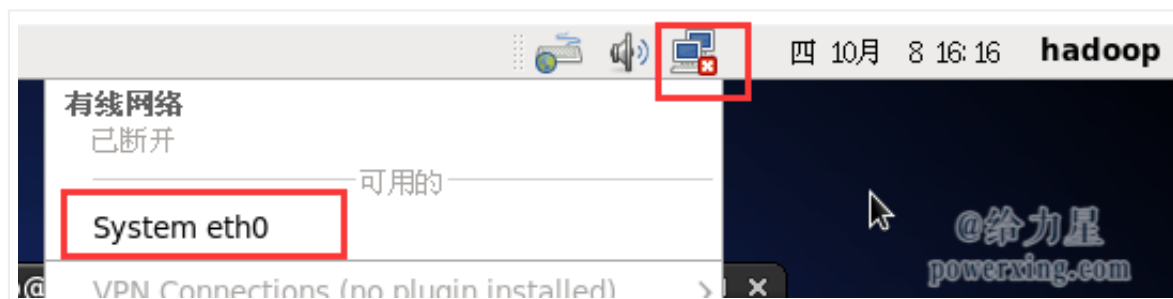 四 10月 8 16:16 hadoop
有线网络
已断开
可用的
System eth0
VPN Connections (no plugin installed)
@给力星
powerxing.com